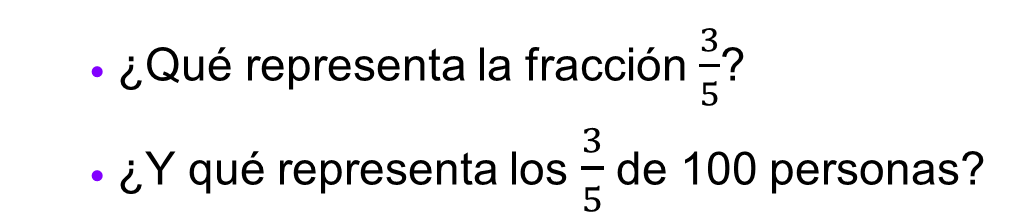 • ¿Qué representa la fracción 3/5?
• ¿Y qué representa los 3/5 de 100 personas?